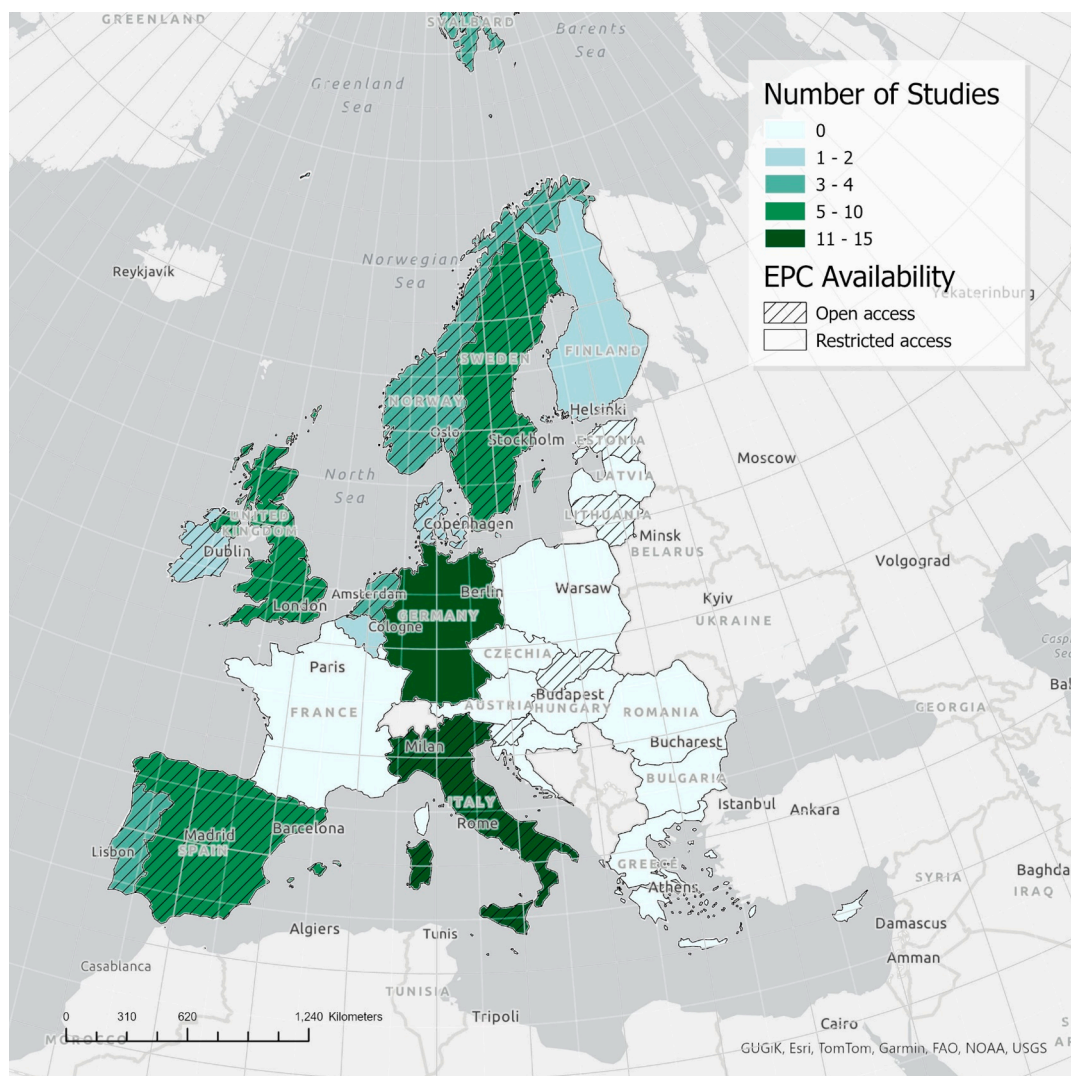 GREENLAND
SVALBARD
Barents
Sea
Greenland
Sea
Number of Studies
0
1 - 2
3 - 4
5 - 10
11 - 15
EPC Availability
Open access
Restricted access
Yekaterinburg
Reykjavík
Norwegian
Sea
SWEDEN
FINLAND
NORWAY
Oslo
Helsinki
Stockholm
ESTONIA
Moscow
North
Sea
LATVIA
LITHUANIA
UNITED
KINGDOM
Copenhagen
Minsk
BELARUS
Dublin
Volgograd
London
Amsterdam
Berlin
Warsaw
Kyiv
UKRAINE
GERMANY
Cologne
Casp
Sea
Paris
CZECHIA
Ba
FRANCE
AUSTRIA
Budapest
HUNGARY
ROMANIA
GEORGIA
Milan
Bucharest
BULGARIA
ITALY
Rome
Istanbul
Ankara
Madrid
SPAIN
Barcelona
Lisbon
GREECE
Athens
SYRIA
Baghda
IRAQ
Algiers
Tunis
Damascus
Amman
Casablanca
TUNISIA
0
310
620
1,240 Kilometers
Tripoli
MOROCCO
Cairo
S
AR
GUGiK, Esri, TomTom, Garmin, FAO, NOAA, USGS